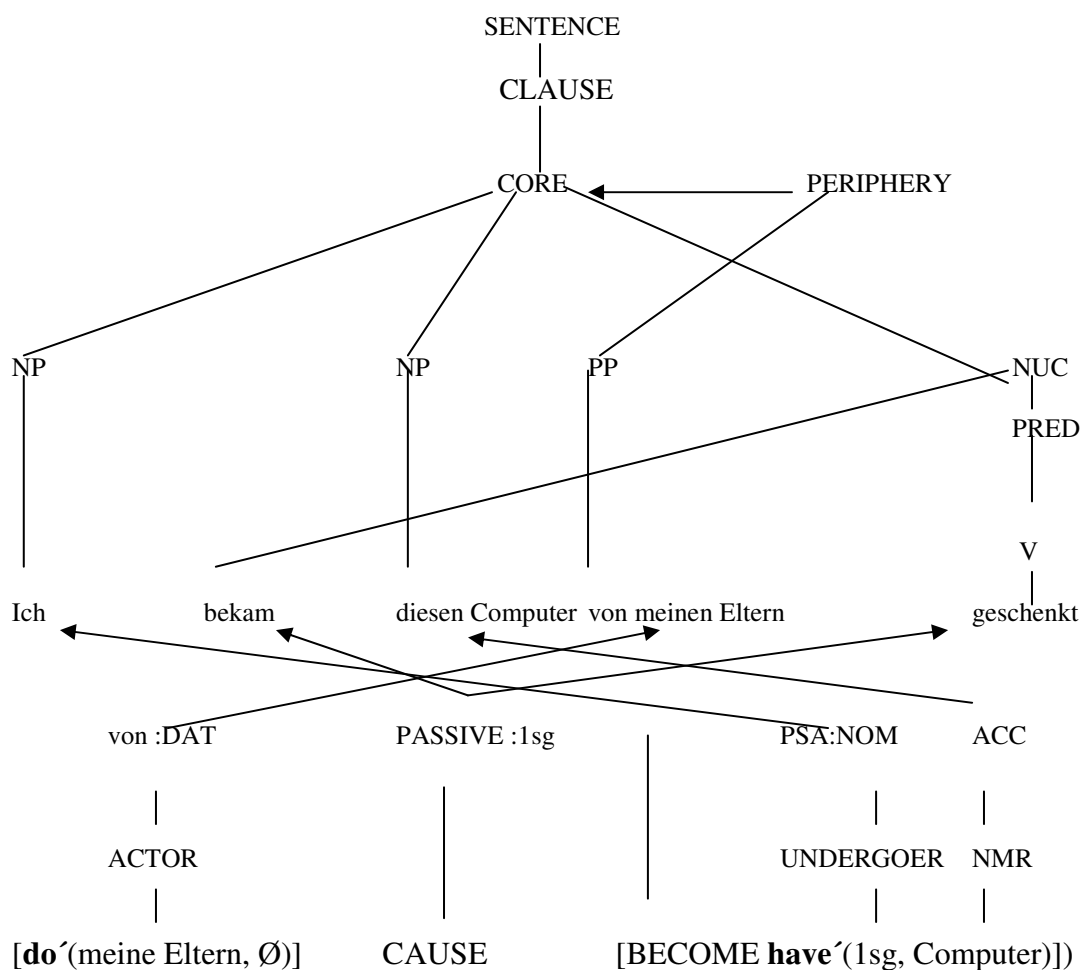 SENTENCE
CLAUSE
CORE PERIPHERY
NP NP PP NUC
PRED
V
Ich bekam diesen Computer von meinen Eltern geschenkt
von :DAT PASSIVE :1sg PSA:NOM ACC
ACTOR UNDERGOER NMR
[do´(meine Eltern, Ø)] CAUSE [BECOME have´(1sg, Computer)])